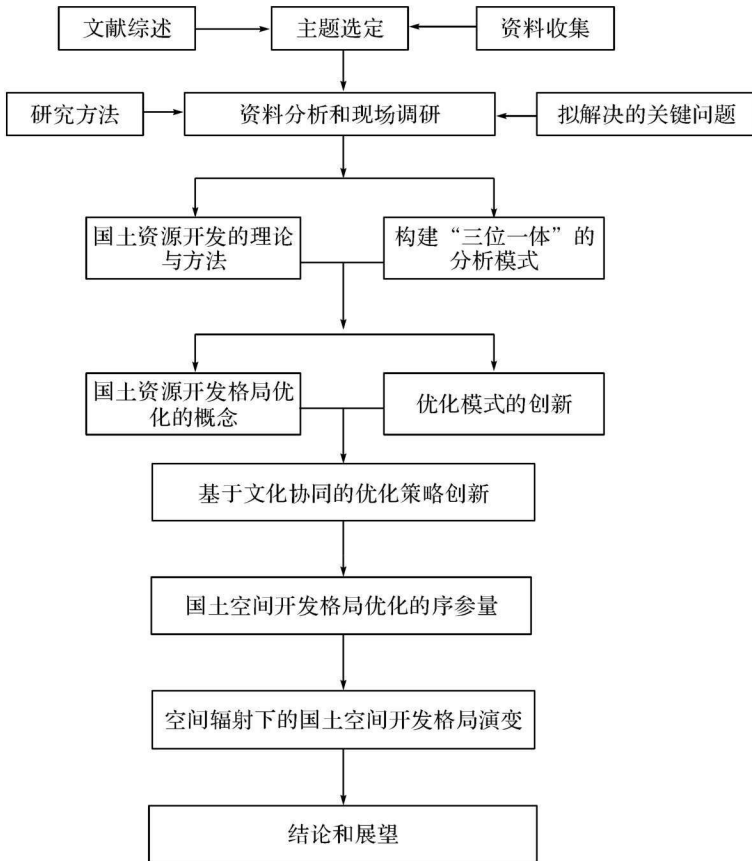 文献综述
主题选定
资料收集
研究方法
资料分析和现场调研
拟解决的关键问题
国土资源开发的理论
与方法
构建“三位一体”的
分析模式
国土资源开发格局优
化的概念
优化模式的创新
基于文化协同的优化策略创新
国土空间开发格局优化的序参量
空间辐射下的国土空间开发格局演变
结论和展望